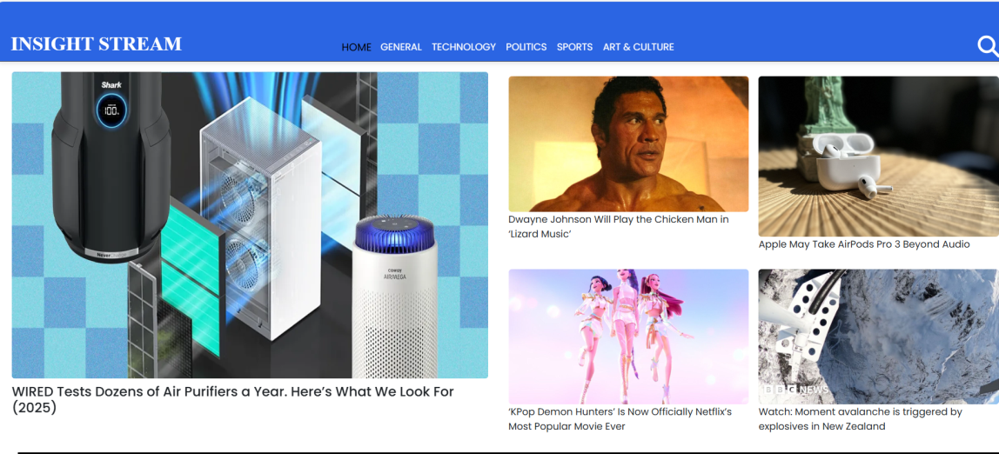 INSIGHT STREAM
HOME GENERAL TECHNOLOGY POLITICS SPORTS ART & CULTURE
Shark
100%
Never
COWAY
AIRMEGA
WIRED Tests Dozens of Air Purifiers a Year. Here's What We Look For
(2025)
Dwayne Johnson Will Play the Chicken Man in
'Lizard Music'
Apple May Take AirPods Pro 3 Beyond Audio
'KPop Demon Hunters' Is Now Officially Netflix's
Most Popular Movie Ever
NEWS
Watch: Moment avalanche is triggered by
explosives in New Zealand